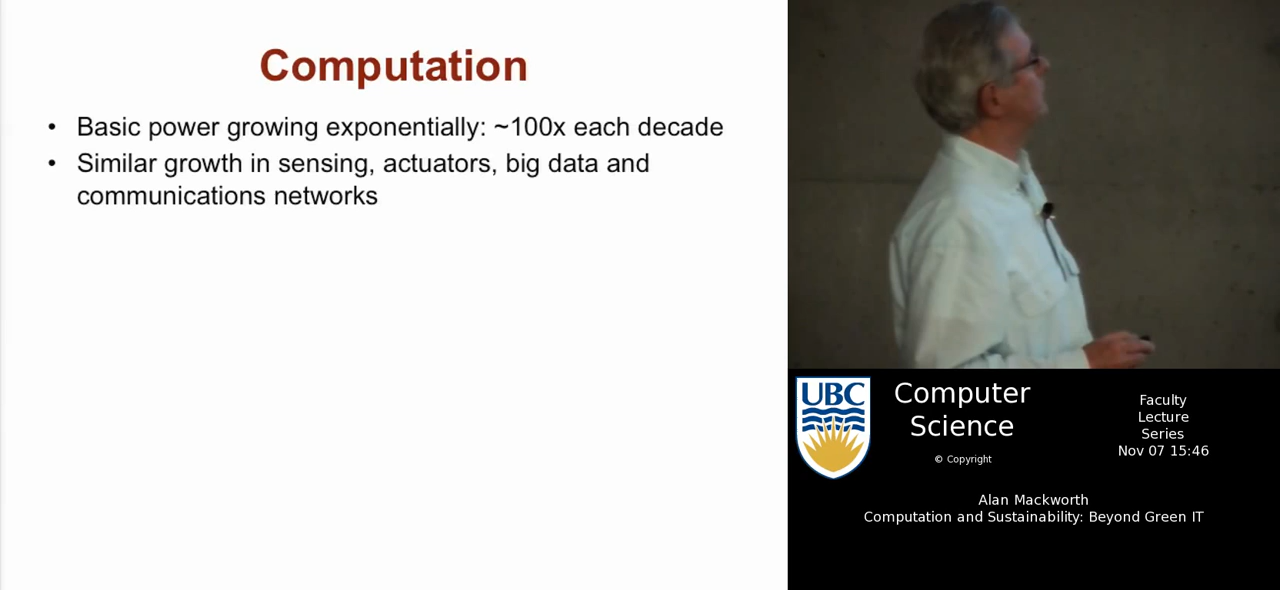 Computation
• Basic power growing exponentially: ~100x each decade
• Similar growth in sensing, actuators, big data and
communications networks
UBC
Computer
Science
© Copyright
Faculty
Lecture
Series
Nov 07 15:46
Alan Mackworth
Computation and Sustainability: Beyond Green IT